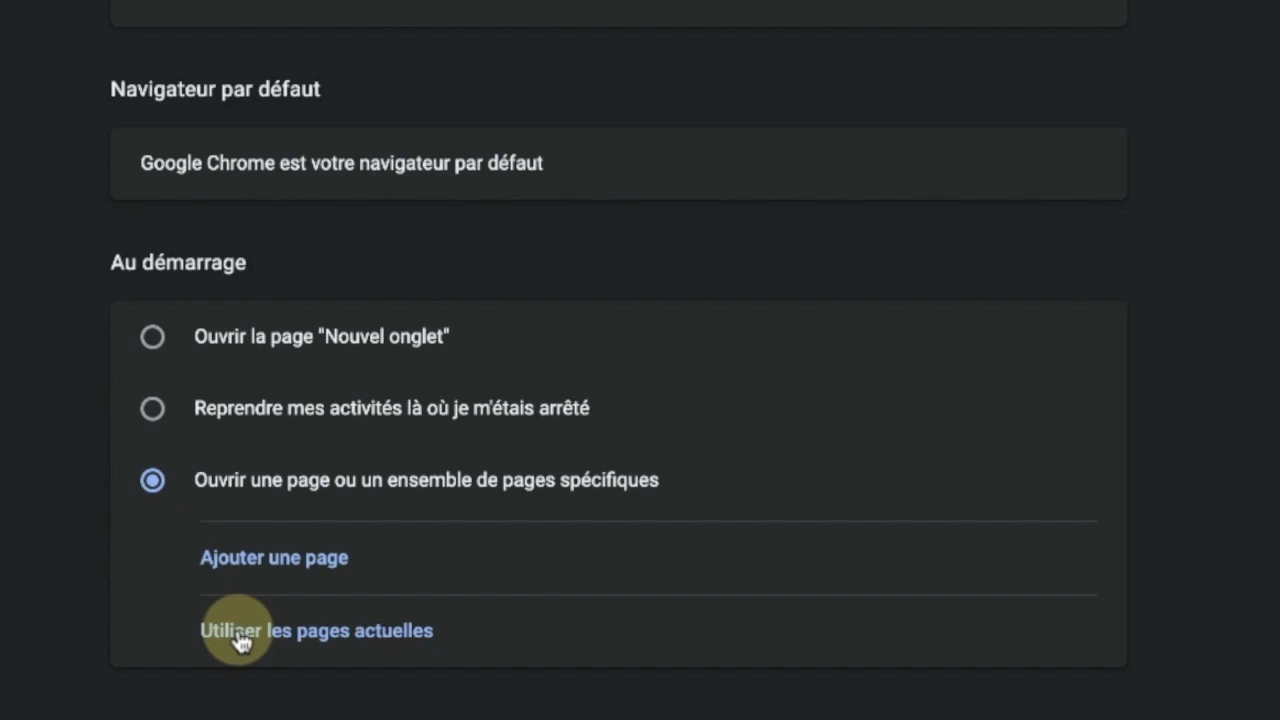 Navigateur par défaut
Google Chrome est votre navigateur par défaut
Au démarrage
Ouvrir la page "Nouvel onglet"
Reprendre mes activités là où je m'étais arrêté
Ouvrir une page ou un ensemble de pages spécifiques
Ajouter une page
Utiliser les pages actuelles